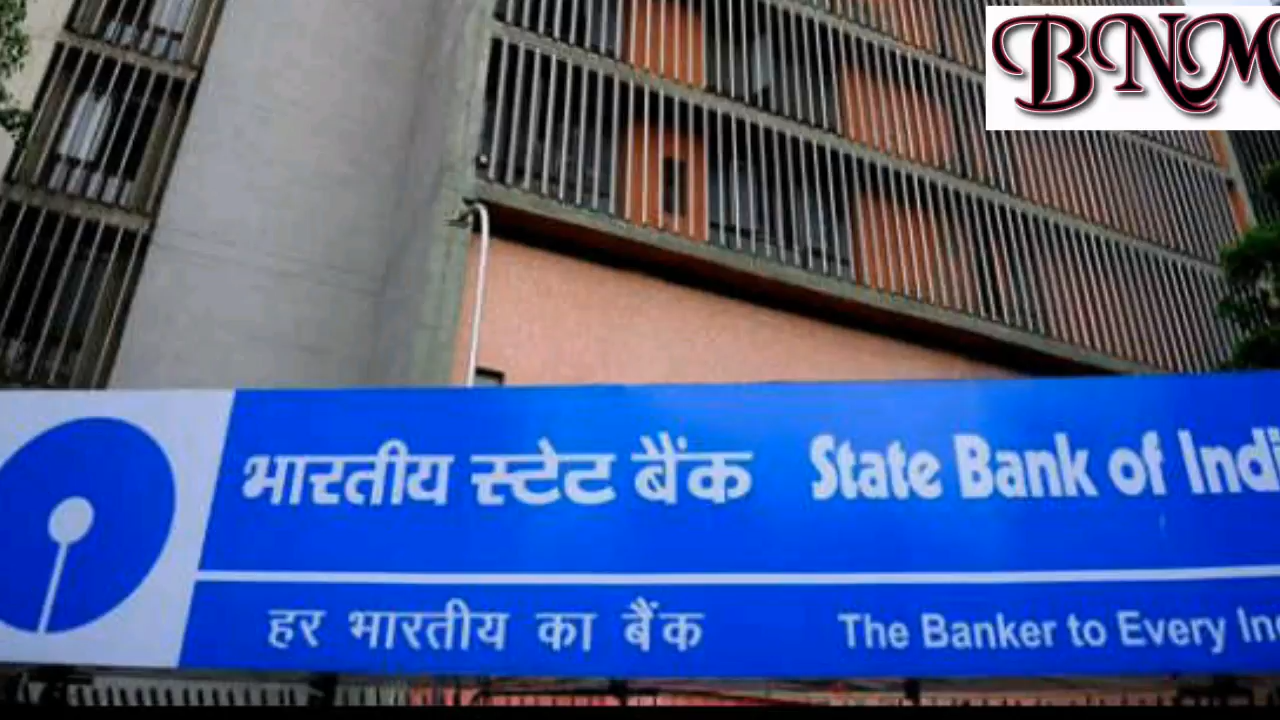 BNM
भारतीय स्टेट बैंक State Bank of Indi
हर भारतीय का बैंक The Banker to Every In